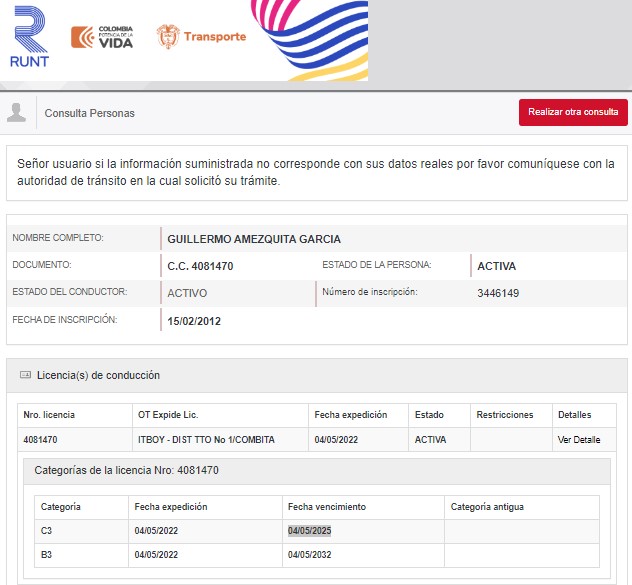 RUNT
COLOMBIA
POTENCIA DE LA
VIDA
Transporte
Consulta Personas
Realizar otra consulta
Señor usuario si la información suministrada no corresponde con sus datos reales por favor comuníquese con la
autoridad de tránsito en la cual solicitó su trámite.
NOMBRE COMPLETO: GUILLERMO AMEZQUITA GARCIA
DOCUMENTO: C.C. 4081470 ESTADO DE LA PERSONA: ACTIVA
ESTADO DEL CONDUCTOR: ACTIVO Número de inscripción: 3446149
FECHA DE INSCRIPCIÓN: 15/02/2012
Licencia(s) de conducción
Nro. licencia OT Expide Lic. Fecha expedición Estado Restricciones Detalles
4081470 ITBOY - DIST TTO No 1/COMBITA 04/05/2022 ACTIVA Ver Detalle
Categorías de la licencia Nro: 4081470
Categoría Fecha expedición Fecha vencimiento Categoría antigua
C3 04/05/2022 04/05/2025
B3 04/05/2022 04/05/2032